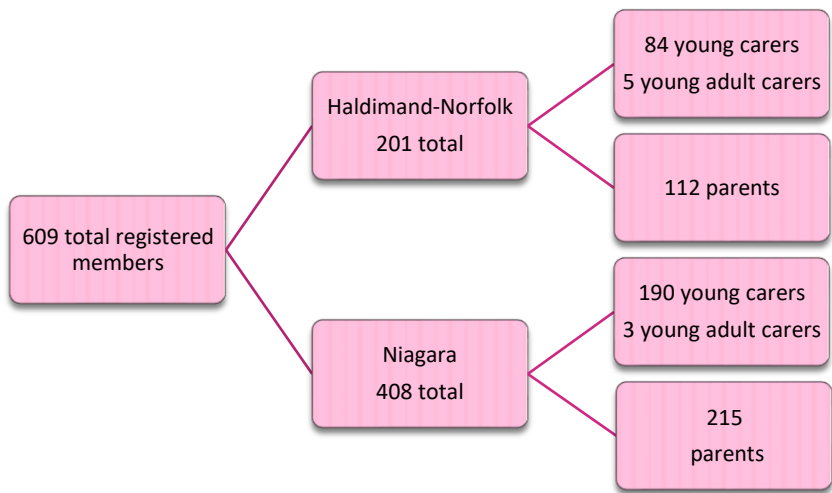 609 total registered
members
Haldimand-Norfolk
201 total
84 young carers
5 young adult carers
112 parents
Niagara
408 total
190 young carers
3 young adult carers
215
parents